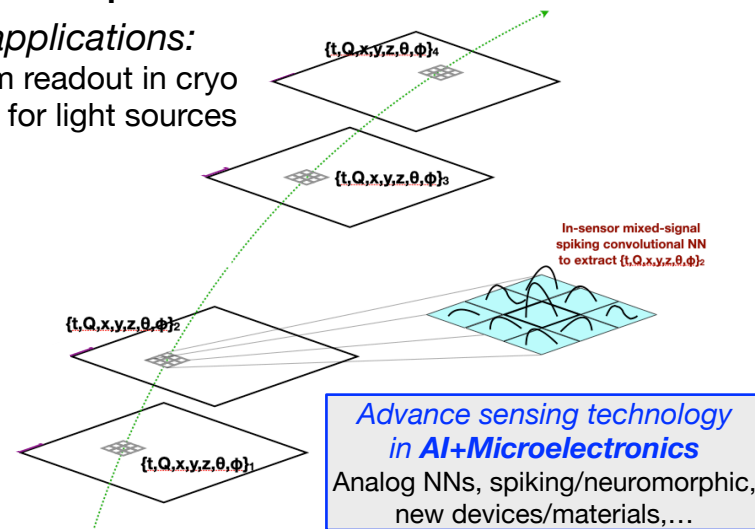 applications:
readout in cryo
for light sources
{t,Q,x,y,z,θ,ϕ}4
{t,Q,x,y,z,θ,ϕ}3
In-sensor mixed-signal
spiking convolutional NN
to extract {t,Q,x,y,z,θ,ϕ}2
{t,Q,x,y,z,θ,ϕ}2
{t,Q,x,y,z,θ,ϕ}1
Advance sensing technology
in AI+Microelectronics
Analog NNs, spiking/neuromorphic,
new devices/materials,...